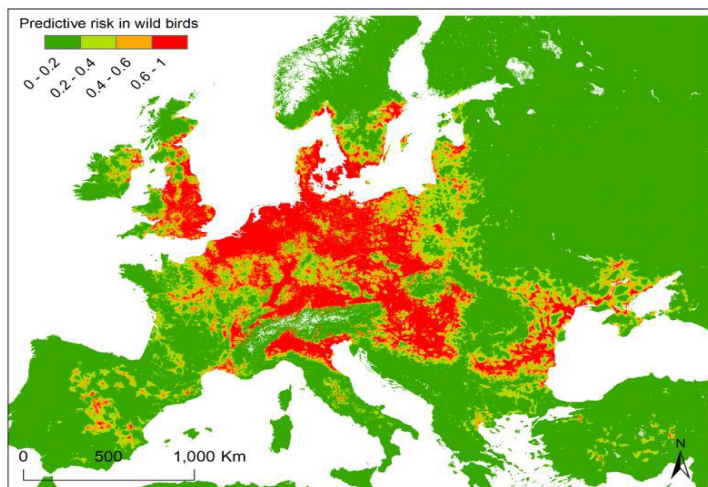 Predictive risk in wild birds
0 - 0.2
0.2 - 0.4
0.4 - 0.6
0.6 - 1
N
0 500 1,000 Km